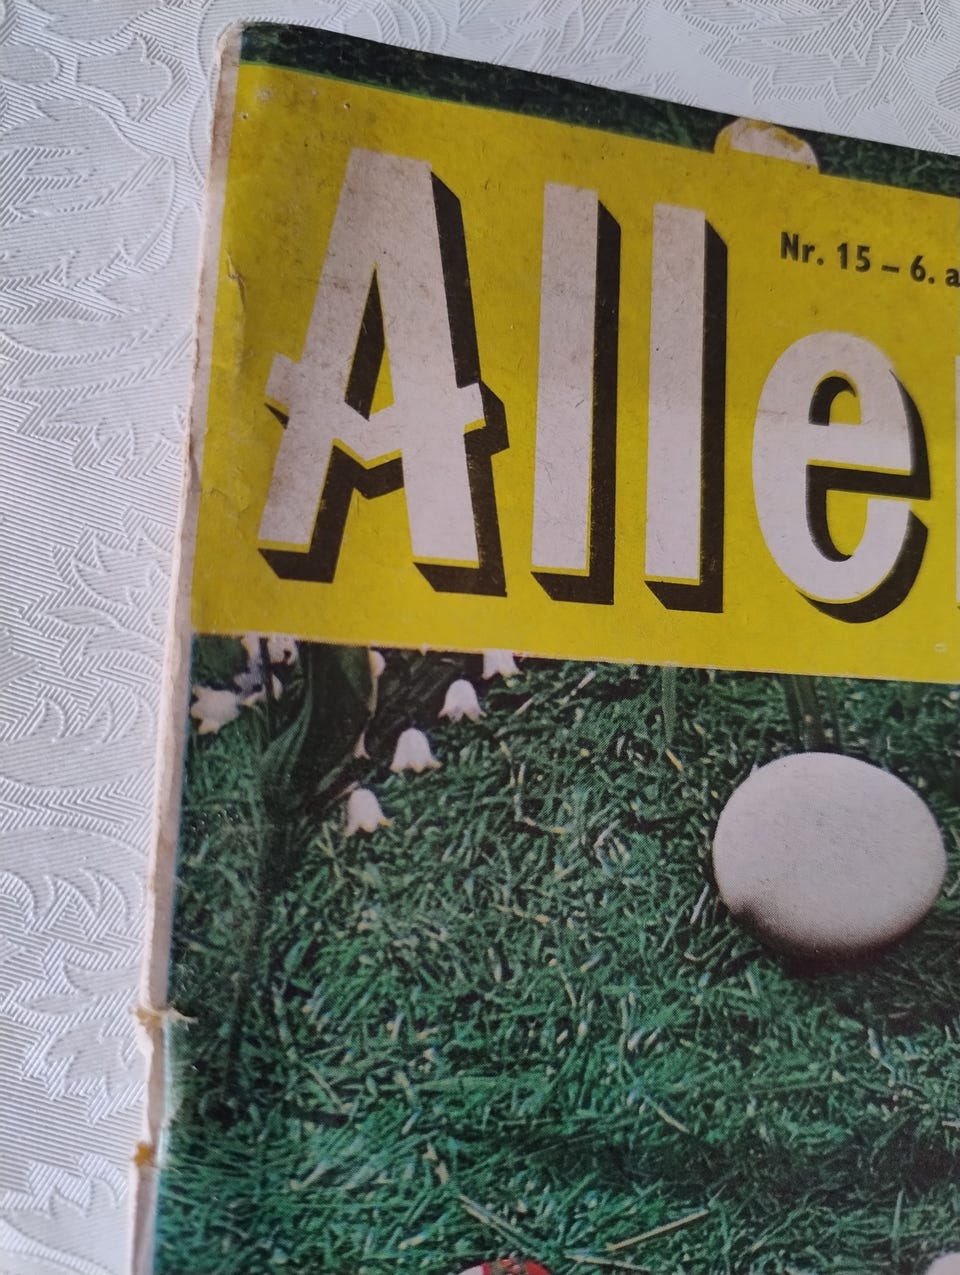 Nr. 15 – 6. a
Alle